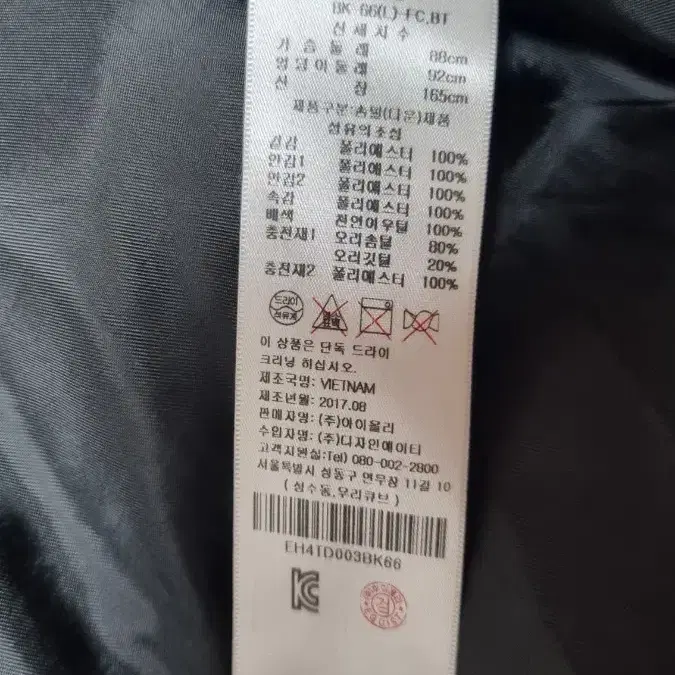 BK 66(L)-FC,BT
신체치수
가슴둘레 88cm
엉덩이둘레 92cm
신 장 165cm
제품구분:솜털(다운)제품
섬유의조성
겉감 폴리에스터 100%
안감1 폴리에스터 100%
안감2 폴리에스터 100%
속감 폴리에스터 100%
배색 천연여우털 100%
충전재1 오리솜털 80%
오리깃털 20%
충전재2 폴리에스터 100%
드라이
석유계
이 상품은 단독 드라이
크리닝 하십시오.
제조국명: VIETNAM
제조년월: 2017.08
판매자명: (주)아이올리
수입자명: (주)디자인에이티
고객지원실:Tel) 080-002-2800
서울특별시 성동구 연무장 11길 10
( 성수동,우리큐브 )
EH4TD003BK66